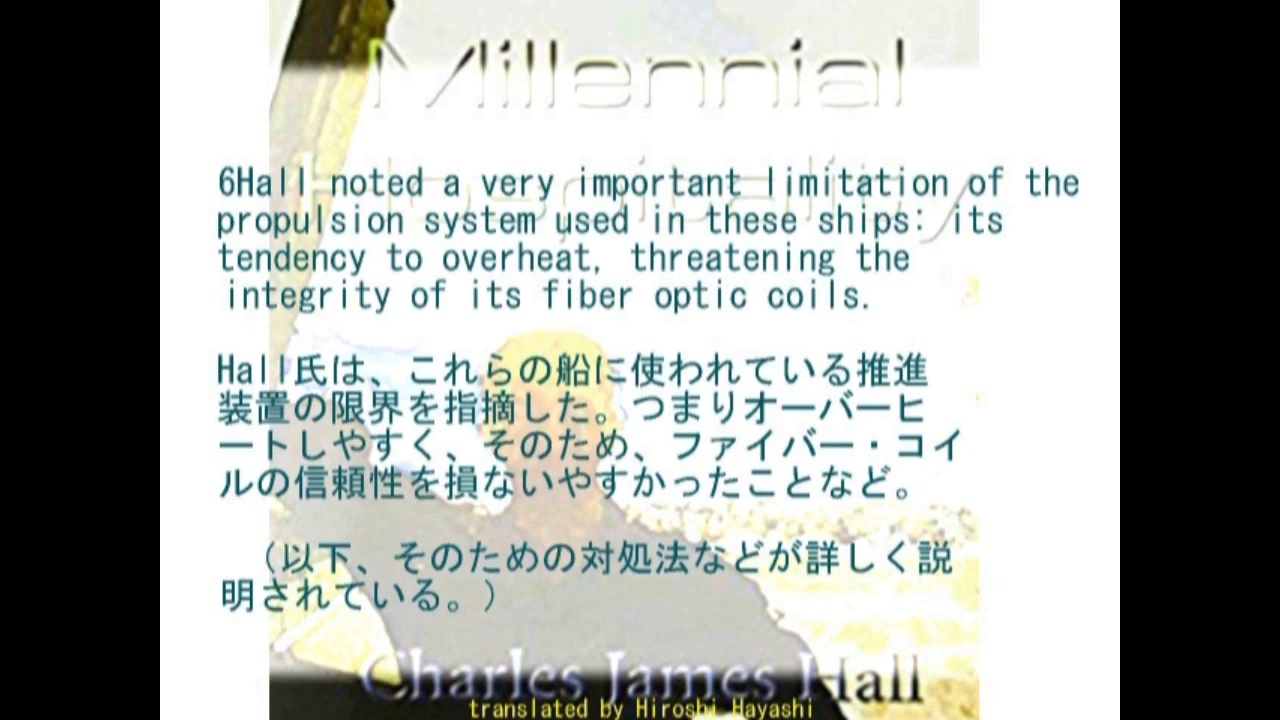 Millennial
Hospitality
6Hall noted a very important limitation of the
propulsion system used in these ships: its
tendency to overheat, threatening the
integrity of its fiber optic coils.
Hall氏は、これらの船に使われている推進
装置の限界を指摘した。つまりオーバーヒ
ートしやすく、そのため、ファイバー・コイ
ルの信頼性を損ないやすかったことなど。
（以下、そのための対処法などが詳しく説
明されている。）
Charles James Hall
translated by Hiroshi Hayashi